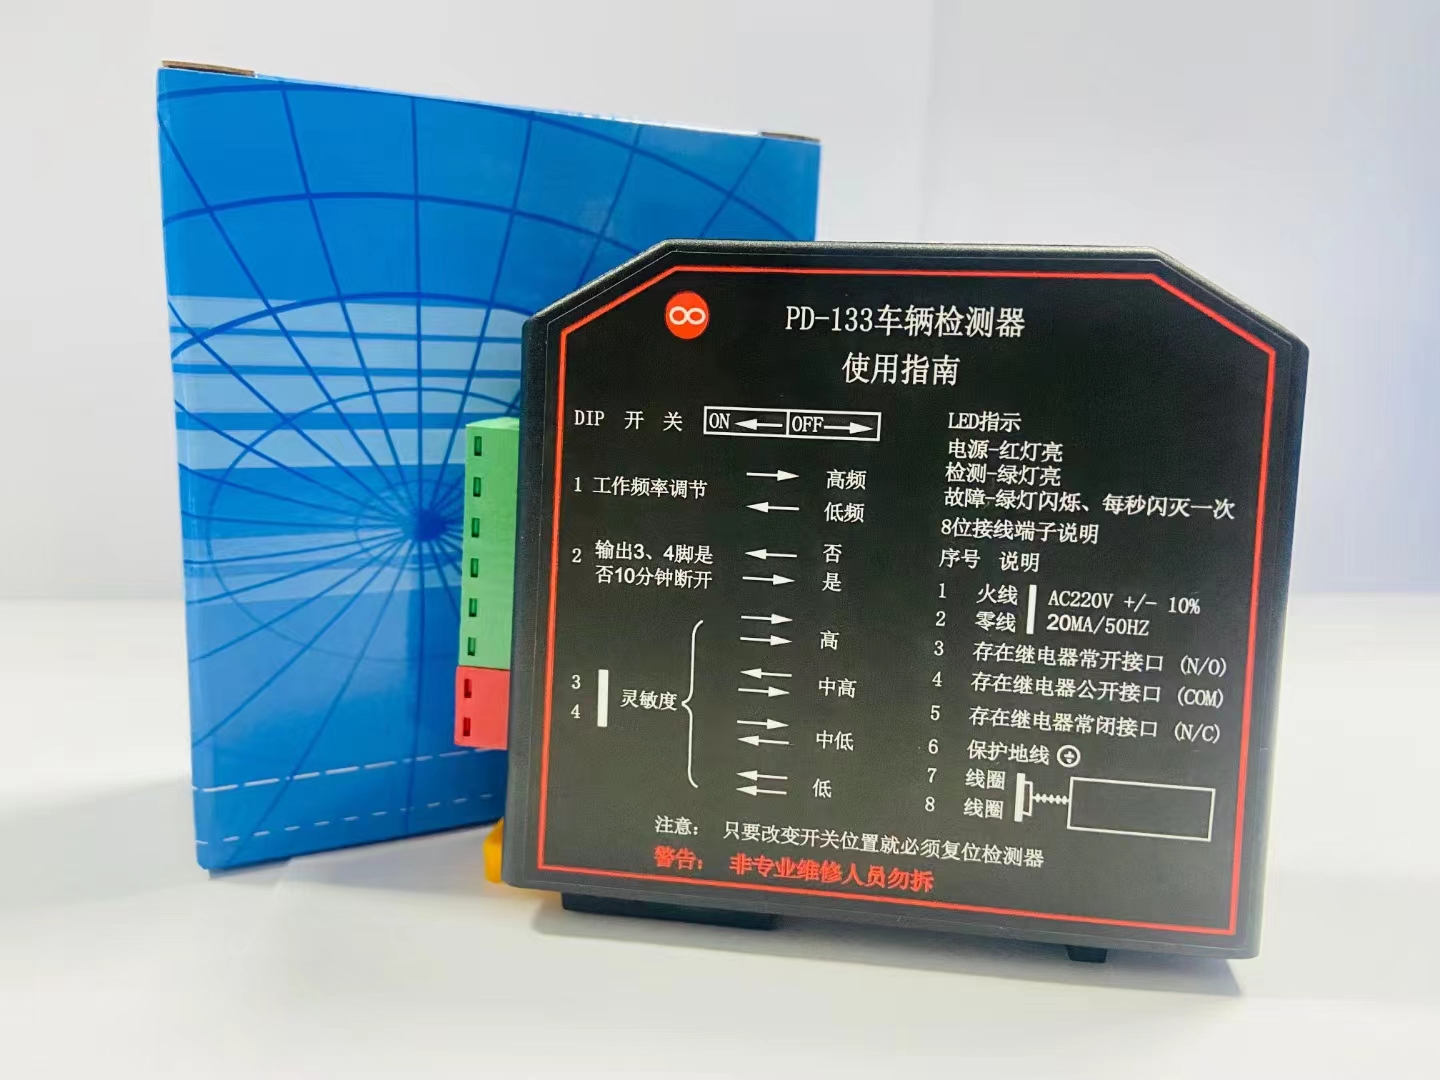 PD-133车辆检测器
使用指南
DIP 开 关 ON OFF
1 工作频率调节
高频
低频
2 输出3、4脚是
否10分钟断开
否
是
3
4
灵敏度
高
中高
中低
低
LED指示
电源-红灯亮
检测-绿灯亮
故障-绿灯闪烁、每秒闪灭一次
8位接线端子说明
序号 说明
1 火线 AC220V +/- 10%
2 零线 20MA/50HZ
3 存在继电器常开接口 (N/O)
4 存在继电器公开接口 (COM)
5 存在继电器常闭接口 (N/C)
6 保护地线
7 线圈
8 线圈
注意: 只要改变开关位置就必须复位检测器
警告: 非专业维修人员勿拆